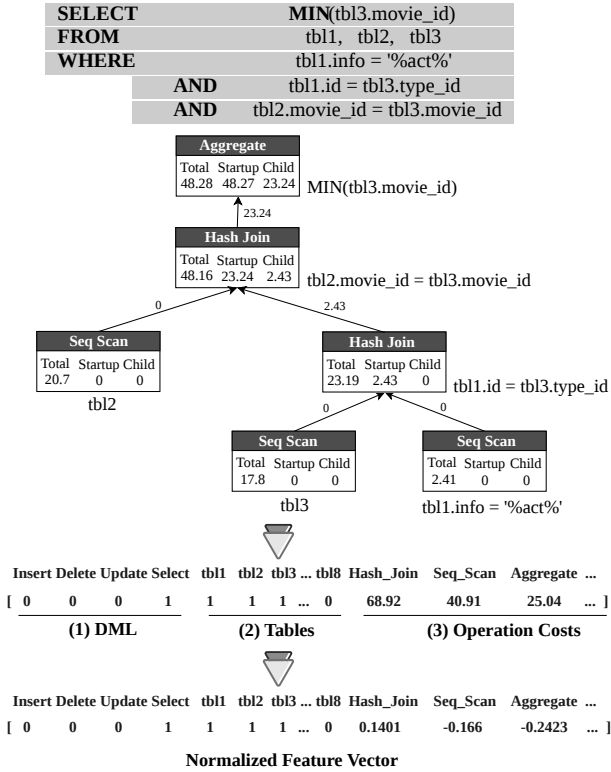 SELECT MIN(tbl3.movie_id)
FROM tbl1, tbl2, tbl3
WHERE tbl1.info = '%act%'
AND tbl1.id = tbl3.type_id
AND tbl2.movie_id = tbl3.movie_id
Aggregate
Total Startup Child
48.28 48.27 23.24
MIN(tbl3.movie_id)
23.24
Hash Join
Total Startup Child
48.16 23.24 2.43
tbl2.movie_id = tbl3.movie_id
0 2.43
Seq Scan
Total Startup Child
20.7 0 0
tbl2
Hash Join
Total Startup Child
23.19 2.43 0
tbl1.id = tbl3.type_id
0 0
Seq Scan
Total Startup Child
17.8 0 0
tbl3
Seq Scan
Total Startup Child
2.41 0 0
tbl1.info = '%act%'
Insert Delete Update Select tbl1 tbl2 tbl3 ... tbl8 Hash_Join Seq_Scan Aggregate ...
[ 0 0 0 1 1 1 1 ... 0 68.92 40.91 25.04 ... ]
(1) DML (2) Tables (3) Operation Costs
Insert Delete Update Select tbl1 tbl2 tbl3 ... tbl8 Hash_Join Seq_Scan Aggregate ...
[ 0 0 0 1 1 1 1 ... 0 0.1401 -0.166 -0.2423 ... ]
Normalized Feature Vector